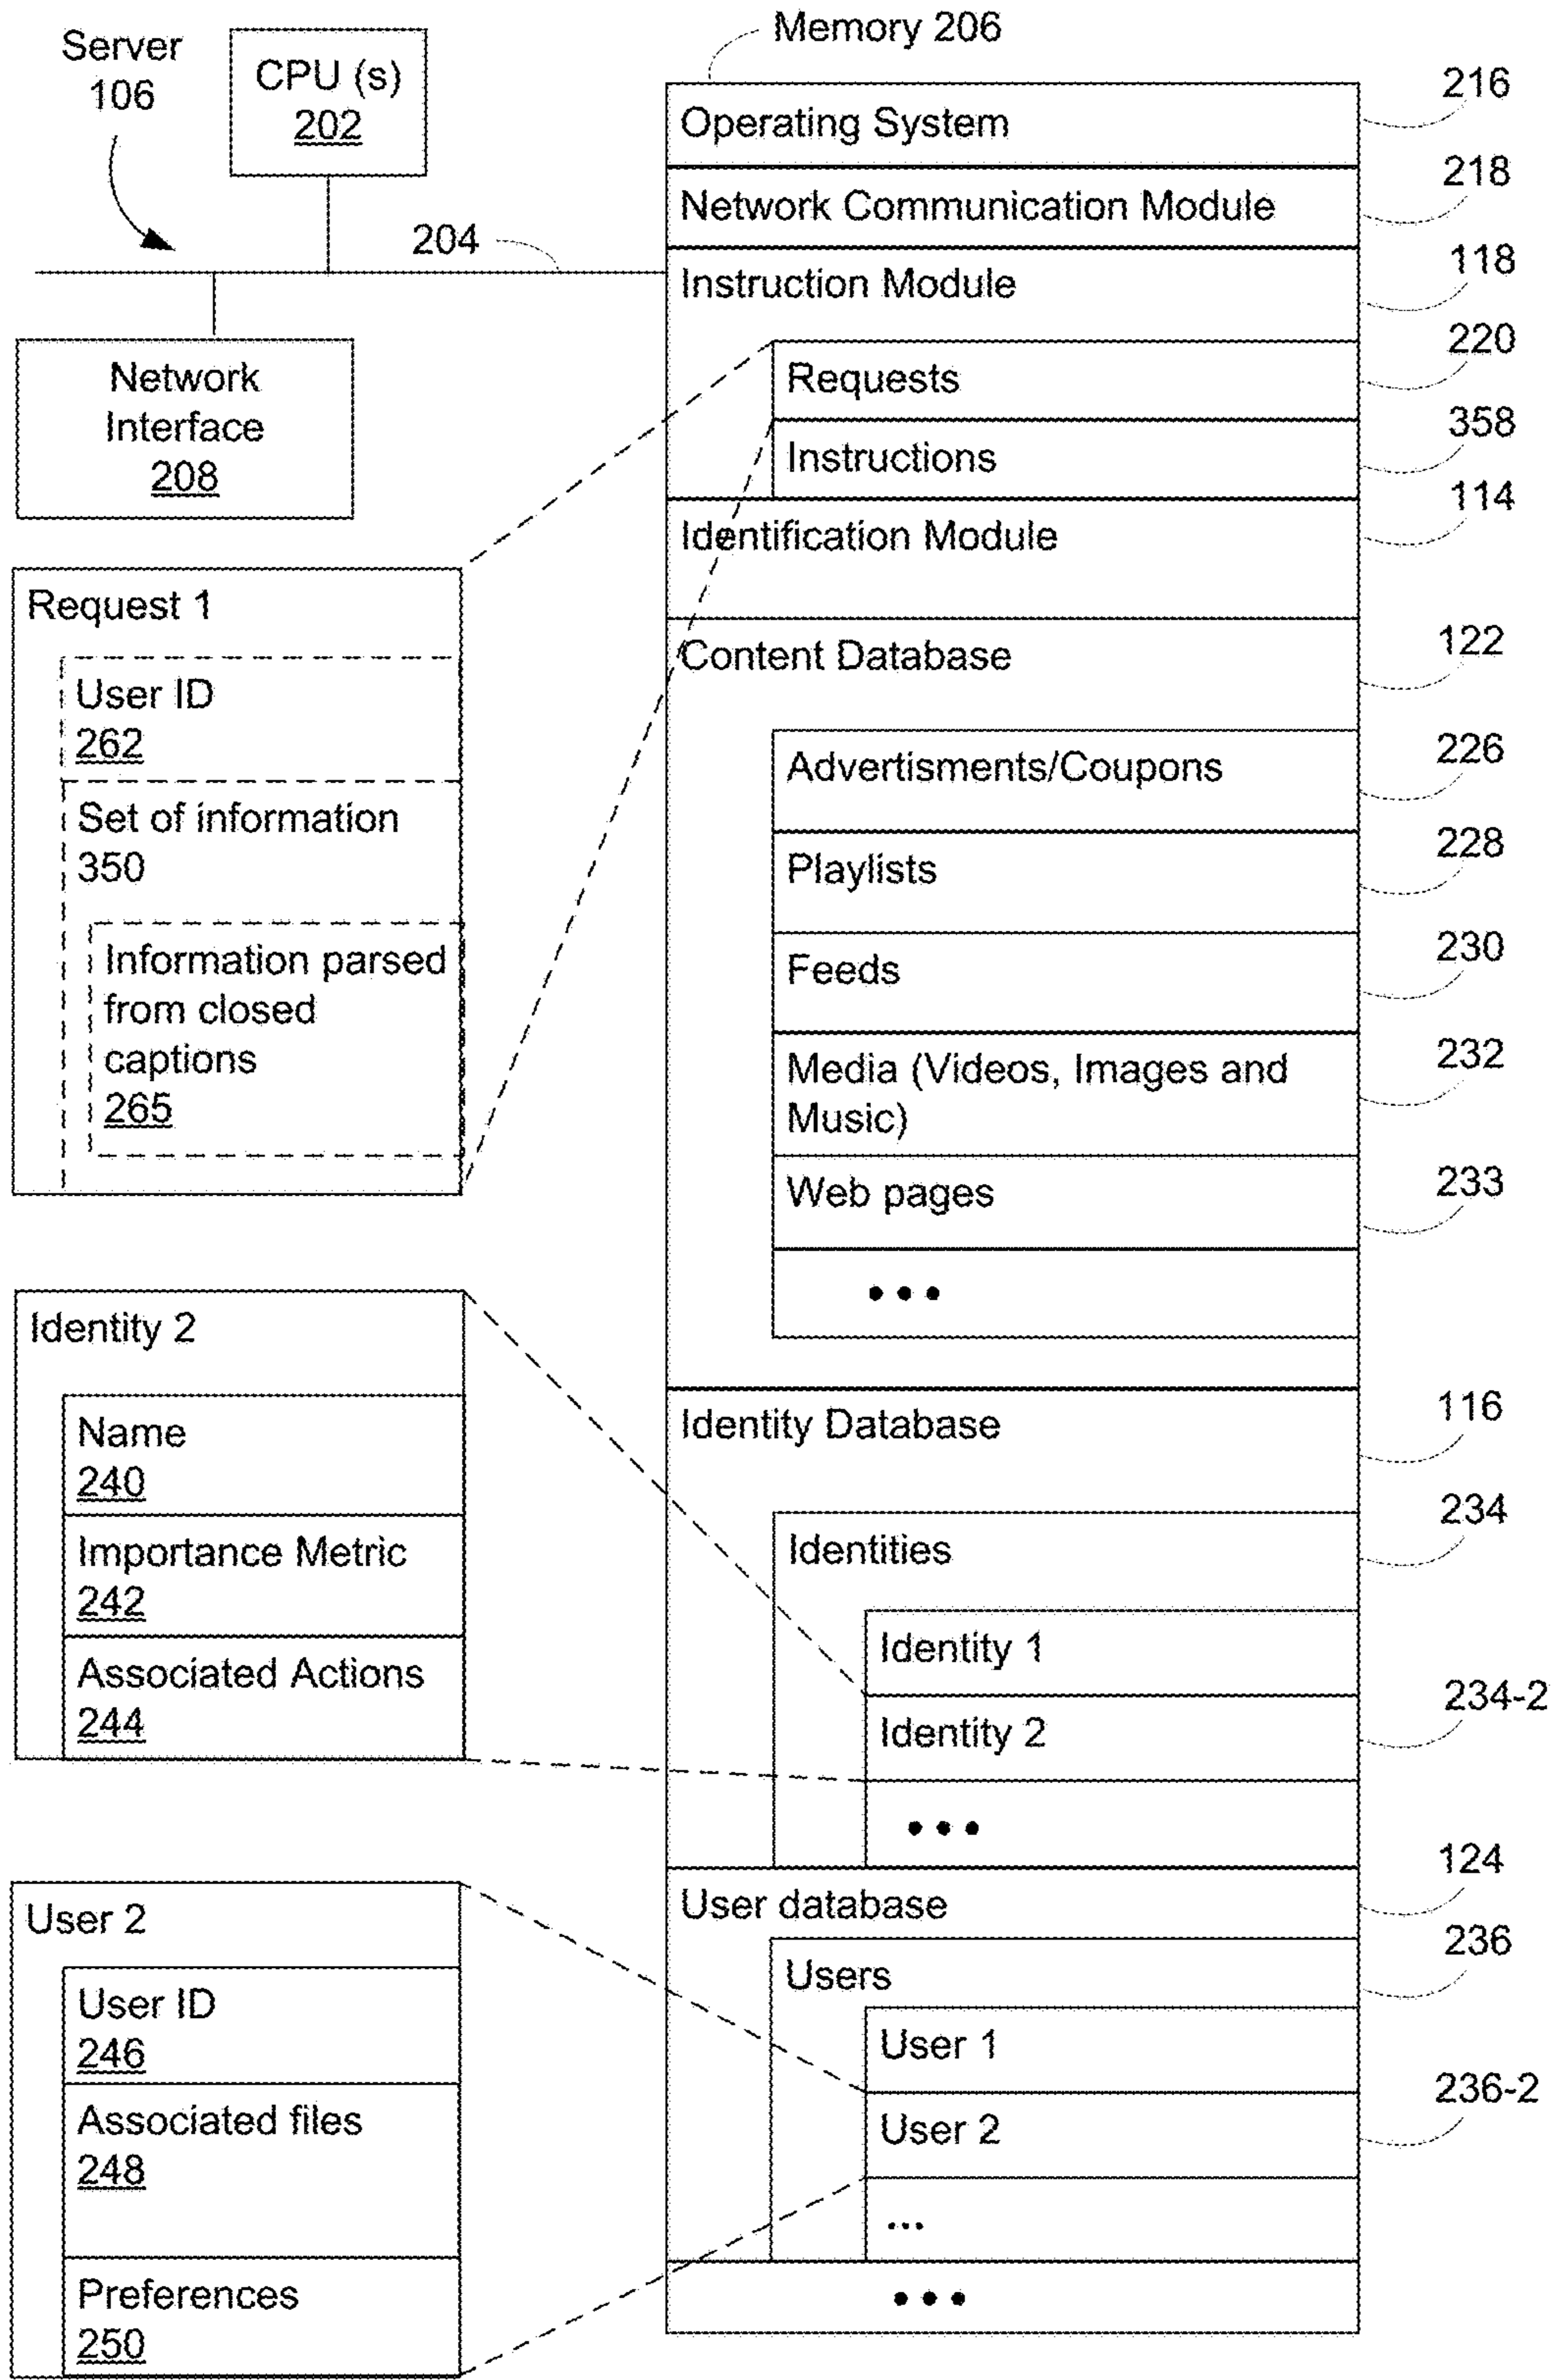 Server
106
CPU (s)
202
204
Network
Interface
208
Memory 206
Operating System
216
Network Communication Module
218
Instruction Module
118
Requests
220
Instructions
358
Identification Module
114
Content Database
122
Advertisments/Coupons
226
Playlists
228
Feeds
230
Media (Videos, Images and
Music)
232
Web pages
233
•••
Identity Database
116
Identities
234
Identity 1
Identity 2
234-2
•••
User database
124
Users
236
User 1
User 2
236-2
...
•••
Request 1
User ID
262
Set of information
350
Information parsed
from closed
captions
265
Identity 2
Name
240
Importance Metric
242
Associated Actions
244
User 2
User ID
246
Associated files
248
Preferences
250